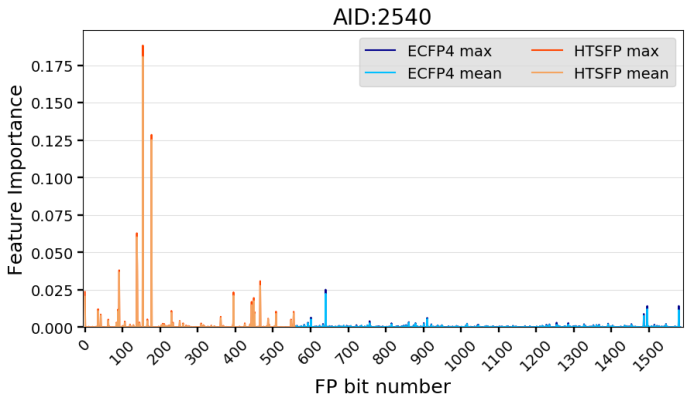 AID:2540
ECFP4 max
HTSFP max
ECFP4 mean
HTSFP mean
Feature Importance
0.175
0.150
0.125
0.100
0.075
0.050
0.025
0.000
0 100 200 300 400 500 600 700 800 900 1000 1100 1200 1300 1400 1500
FP bit number